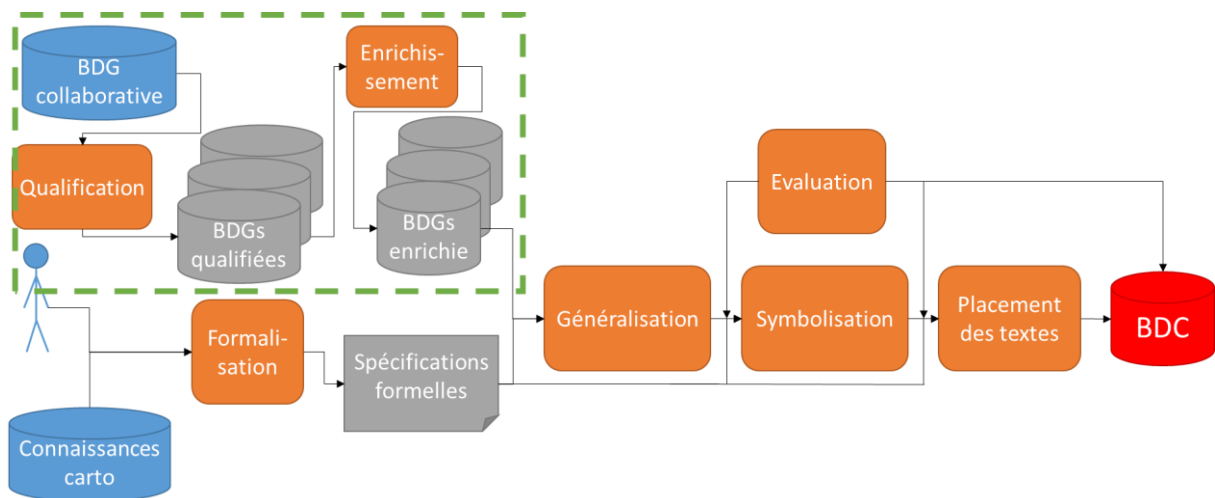 BDG
collaborative
Enrichis-
sement
Qualification
BDGs
qualifiées
BDGs
enrichie
Evaluation
Généralisation
Symbolisation
Placement
des textes
BDC
Formali-
sation
Spécifications
formelles
Connaissances
carto